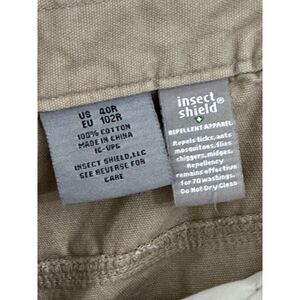 US 40R
EU 102R
100% COTTON
MADE IN CHINA
IC-UPS
INSECT SHIELD, LLC
SEE REVERSE FOR
CARE
insect
shield®
REPELLENT APPAREL
Repels ticks, ants
mosquitoes, flies
chiggers, midges.
Repellency
remains effective
for 70 washings.
Do Not Dry Clean